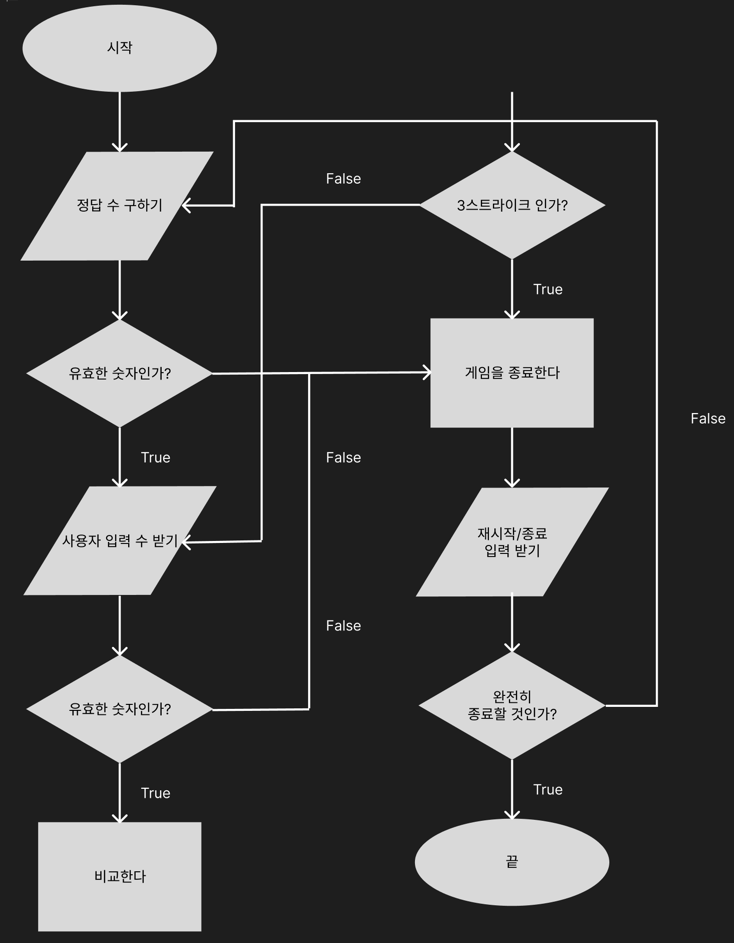 시작
정답 수 구하기
유효한 숫자인가?
True
False
사용자 입력 수 받기
유효한 숫자인가?
False
True
비교한다
False
3스트라이크 인가?
True
게임을 종료한다
재시작/종료
입력 받기
완전히
종료할 것인가?
False
True
끝